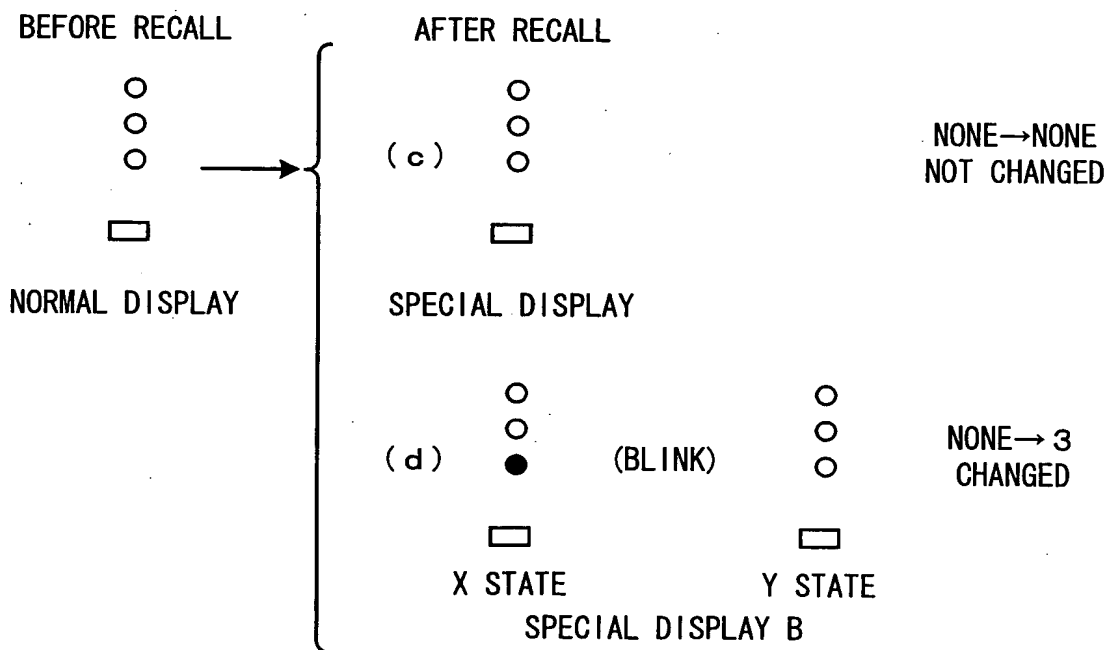 BEFORE RECALL
AFTER RECALL
(c)
NONE→NONE
NOT CHANGED
NORMAL DISPLAY
SPECIAL DISPLAY
(d)
(BLINK)
NONE→3
CHANGED
X STATE
Y STATE
SPECIAL DISPLAY B